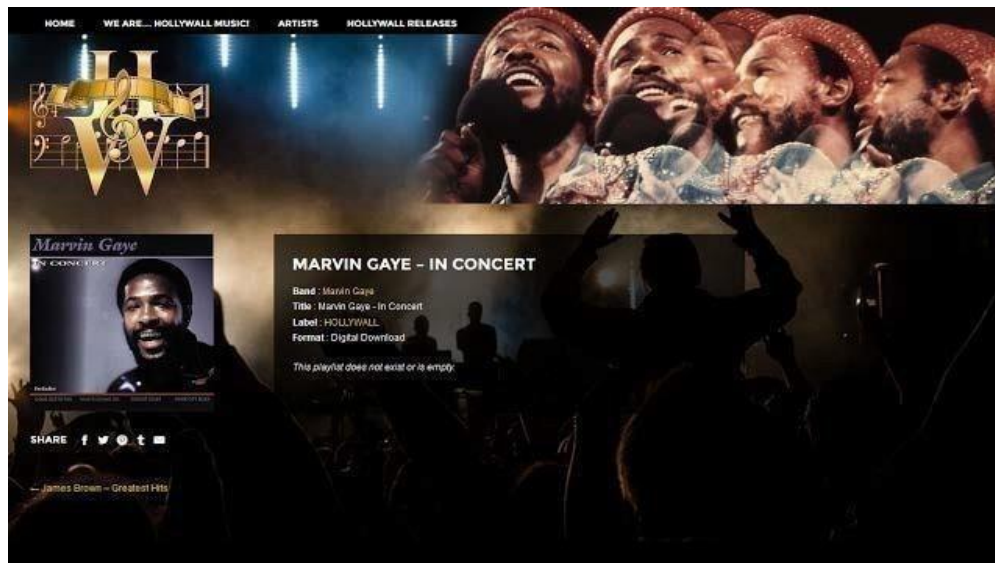 HOME WE ARE.... HOLLYWALL MUSIC! ARTISTS HOLLYWALL RELEASES
HW
Marvin Gaye
IN CONCERT
MARVIN GAYE – IN CONCERT
Band : Marvin Gaye
Title : Marvin Gaye - In Concert
Label : HOLLYWALL
Format : Digital Download
This playlist does not exist or is empty.
Includes
SHARE
← James Brown – Greatest Hits